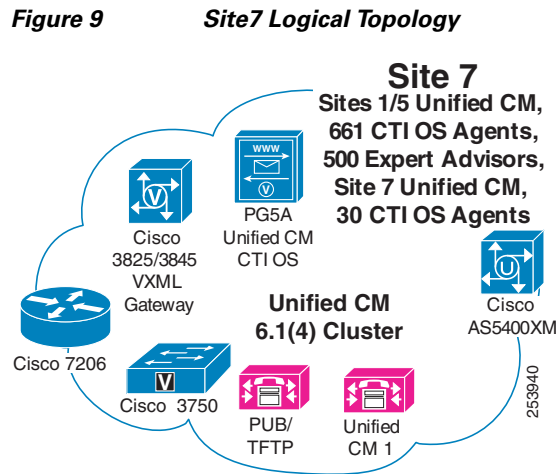 Figure 9 Site7 Logical Topology
Site 7
Sites 1/5 Unified CM,
661 CTI OS Agents,
500 Expert Advisors,
Site 7 Unified CM,
30 CTI OS Agents
WWW
V
PG5A
Unified CM
CTI OS
V
Cisco
3825/3845
VXML
Gateway
U
Cisco
AS5400XM
Unified CM
6.1(4) Cluster
Cisco 7206
V
Cisco 3750
PUB/
TFTP
Unified
CM 1
253940